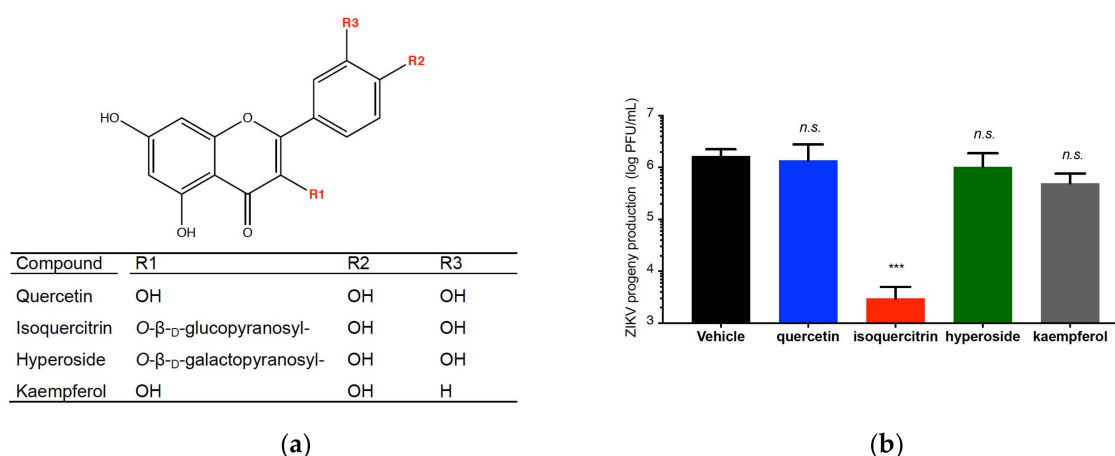 R3
R2
HO
O
R1
OH
O
Compound R1 R2 R3
Quercetin OH OH OH
Isoquercitrin O-β-D-glucopyranosyl- OH OH
Hyperoside O-β-D-galactopyranosyl- OH OH
Kaempferol OH OH H
(a)
ZIKV progeny production (log PFU/mL)
7
6
5
4
3
n.s.
***
n.s.
n.s.
Vehicle quercetin isoquercitrin hyperoside kaempferol
(b)